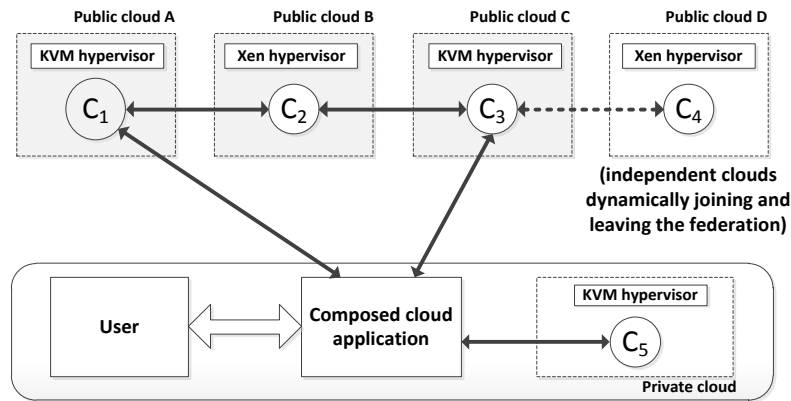 Public cloud A
Public cloud B
Public cloud C
Public cloud D
KVM hypervisor
Xen hypervisor
KVM hypervisor
Xen hypervisor
C1
C2
C3
C4
(independent clouds
dynamically joining and
leaving the federation)
User
Composed cloud
application
KVM hypervisor
C5
Private cloud